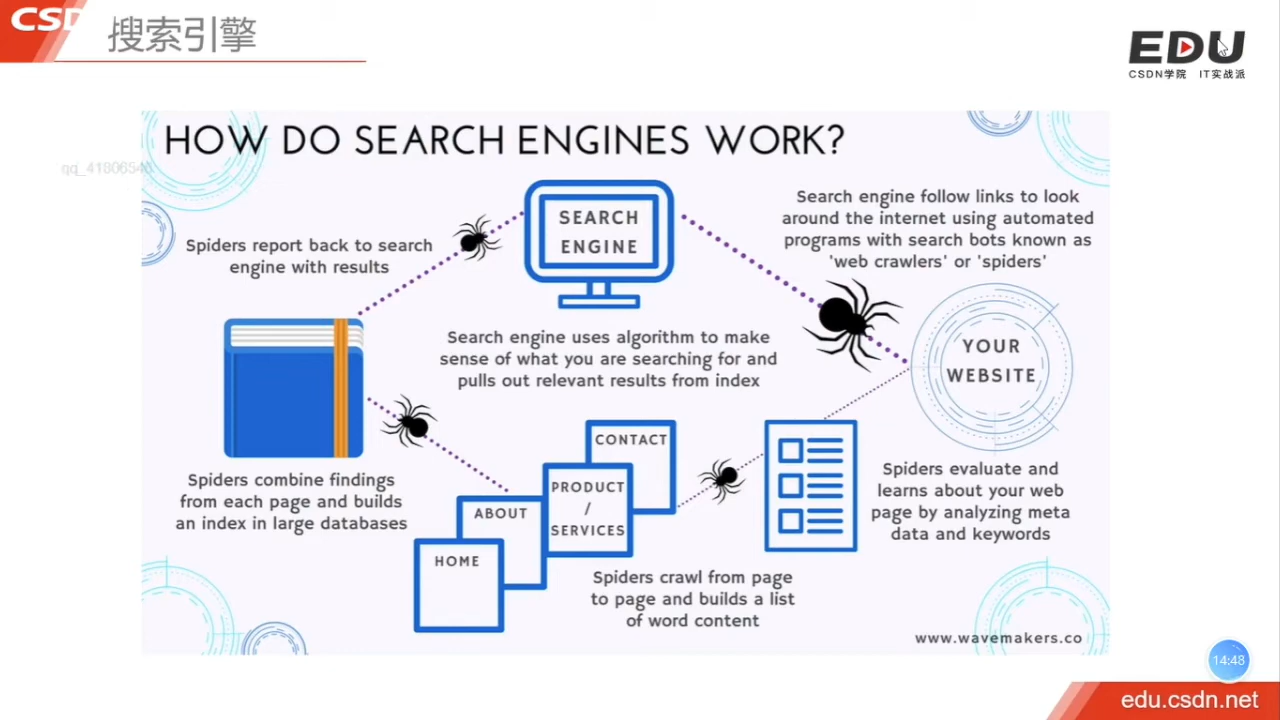 CSD
搜索引擎
EDU
CSDN学院 IT实战派
HOW DO SEARCH ENGINES WORK?
qq_41806546
SEARCH
ENGINE
Search engine follow links to look
around the internet using automated
programs with search bots known as
'web crawlers' or 'spiders'
Spiders report back to search
engine with results
Search engine uses algorithm to make
sense of what you are searching for and
pulls out relevant results from index
YOUR
WEBSITE
CONTACT
PRODUCT
/
SERVICES
ABOUT
HOME
Spiders combine findings
from each page and builds
an index in large databases
Spiders evaluate and
learns about your web
page by analyzing meta
data and keywords
Spiders crawl from page
to page and builds a list
of word content
www.wavemakers.co
14:48
edu.csdn.net